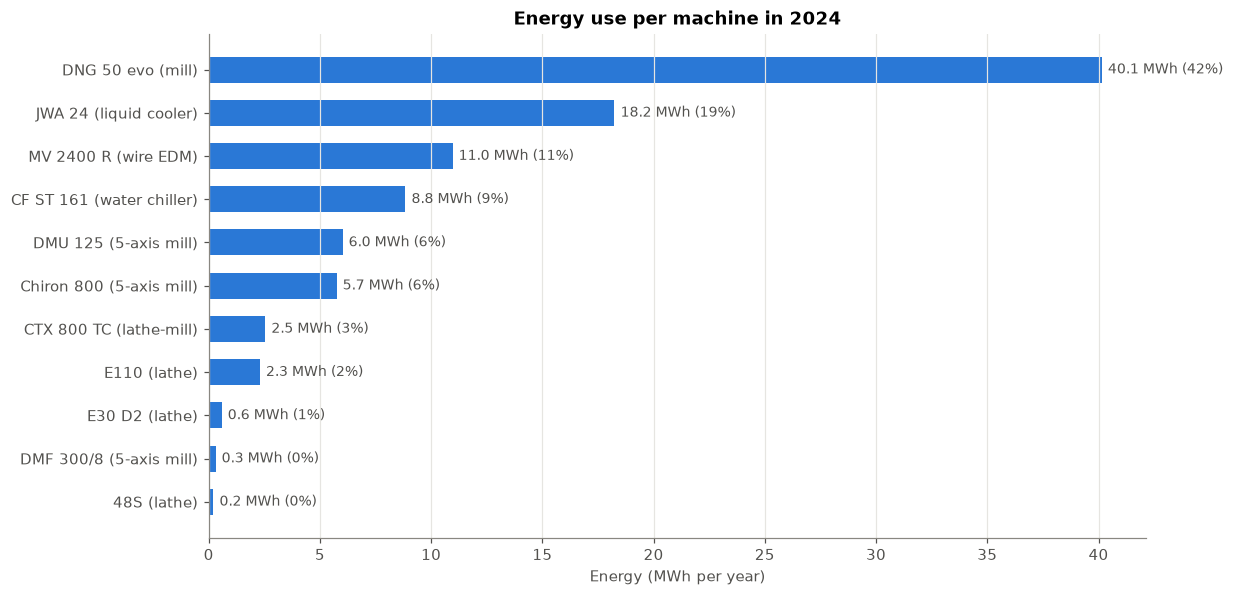 Energy use per machine in 2024
DNG 50 evo (mill) 40.1 MWh (42%)
JWA 24 (liquid cooler) 18.2 MWh (19%)
MV 2400 R (wire EDM) 11.0 MWh (11%)
CF ST 161 (water chiller) 8.8 MWh (9%)
DMU 125 (5-axis mill) 6.0 MWh (6%)
Chiron 800 (5-axis mill) 5.7 MWh (6%)
CTX 800 TC (lathe-mill) 2.5 MWh (3%)
E110 (lathe) 2.3 MWh (2%)
E30 D2 (lathe) 0.6 MWh (1%)
DMF 300/8 (5-axis mill) 0.3 MWh (0%)
48S (lathe) 0.2 MWh (0%)
0 5 10 15 20 25 30 35 40
Energy (MWh per year)